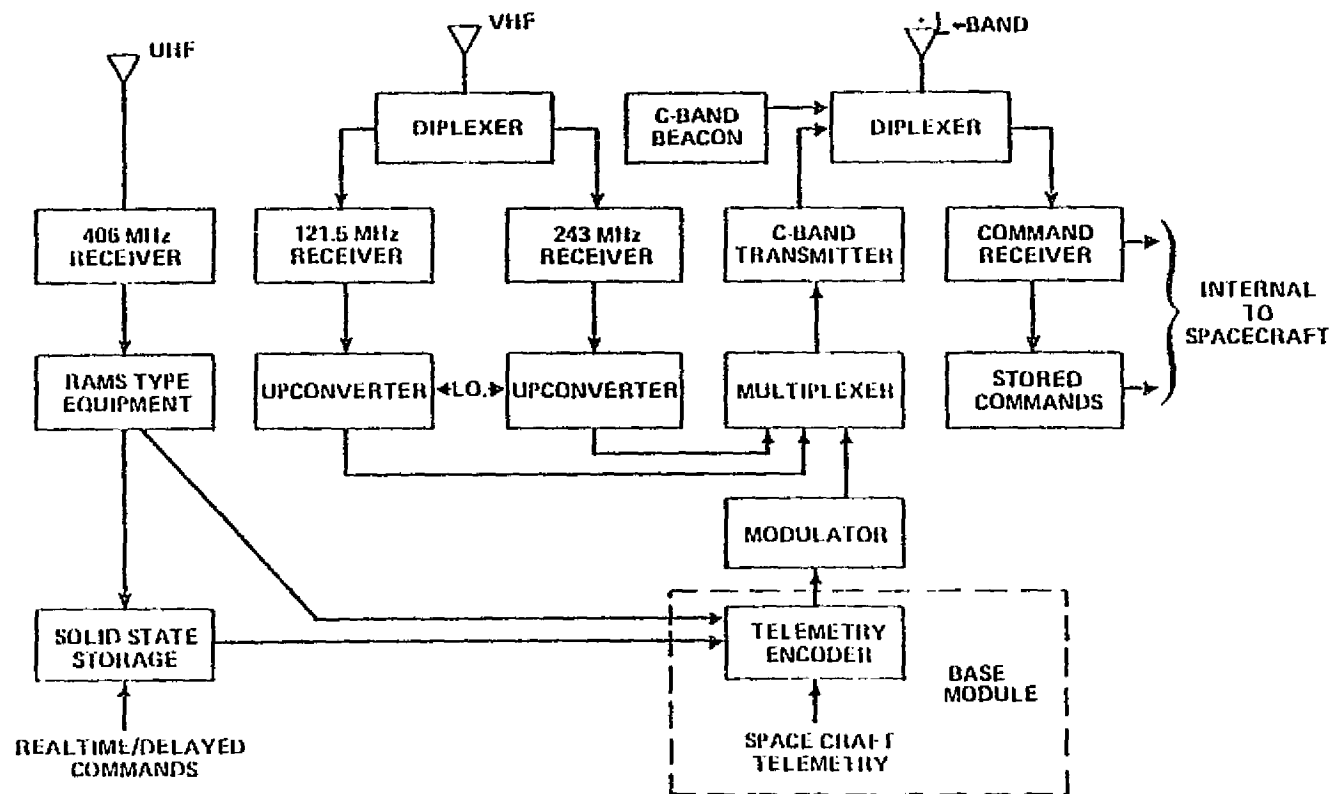 UHF
VHF
-BAND
DIPLEXER
C-BAND
BEACON
DIPLEXER
406 MHz
RECEIVER
121.5 MHz
RECEIVER
243 MHz
RECEIVER
C-BAND
TRANSMITTER
COMMAND
RECEIVER
INTERNAL
TO
SPACECRAFT
RAMS TYPE
EQUIPMENT
UPCONVERTER
LO.
UPCONVERTER
MULTIPLEXER
STORED
COMMANDS
MODULATOR
SOLID STATE
STORAGE
TELEMETRY
ENCODER
BASE
MODULE
REALTIME/DELAYED
COMMANDS
SPACE CRAFT
TELEMETRY